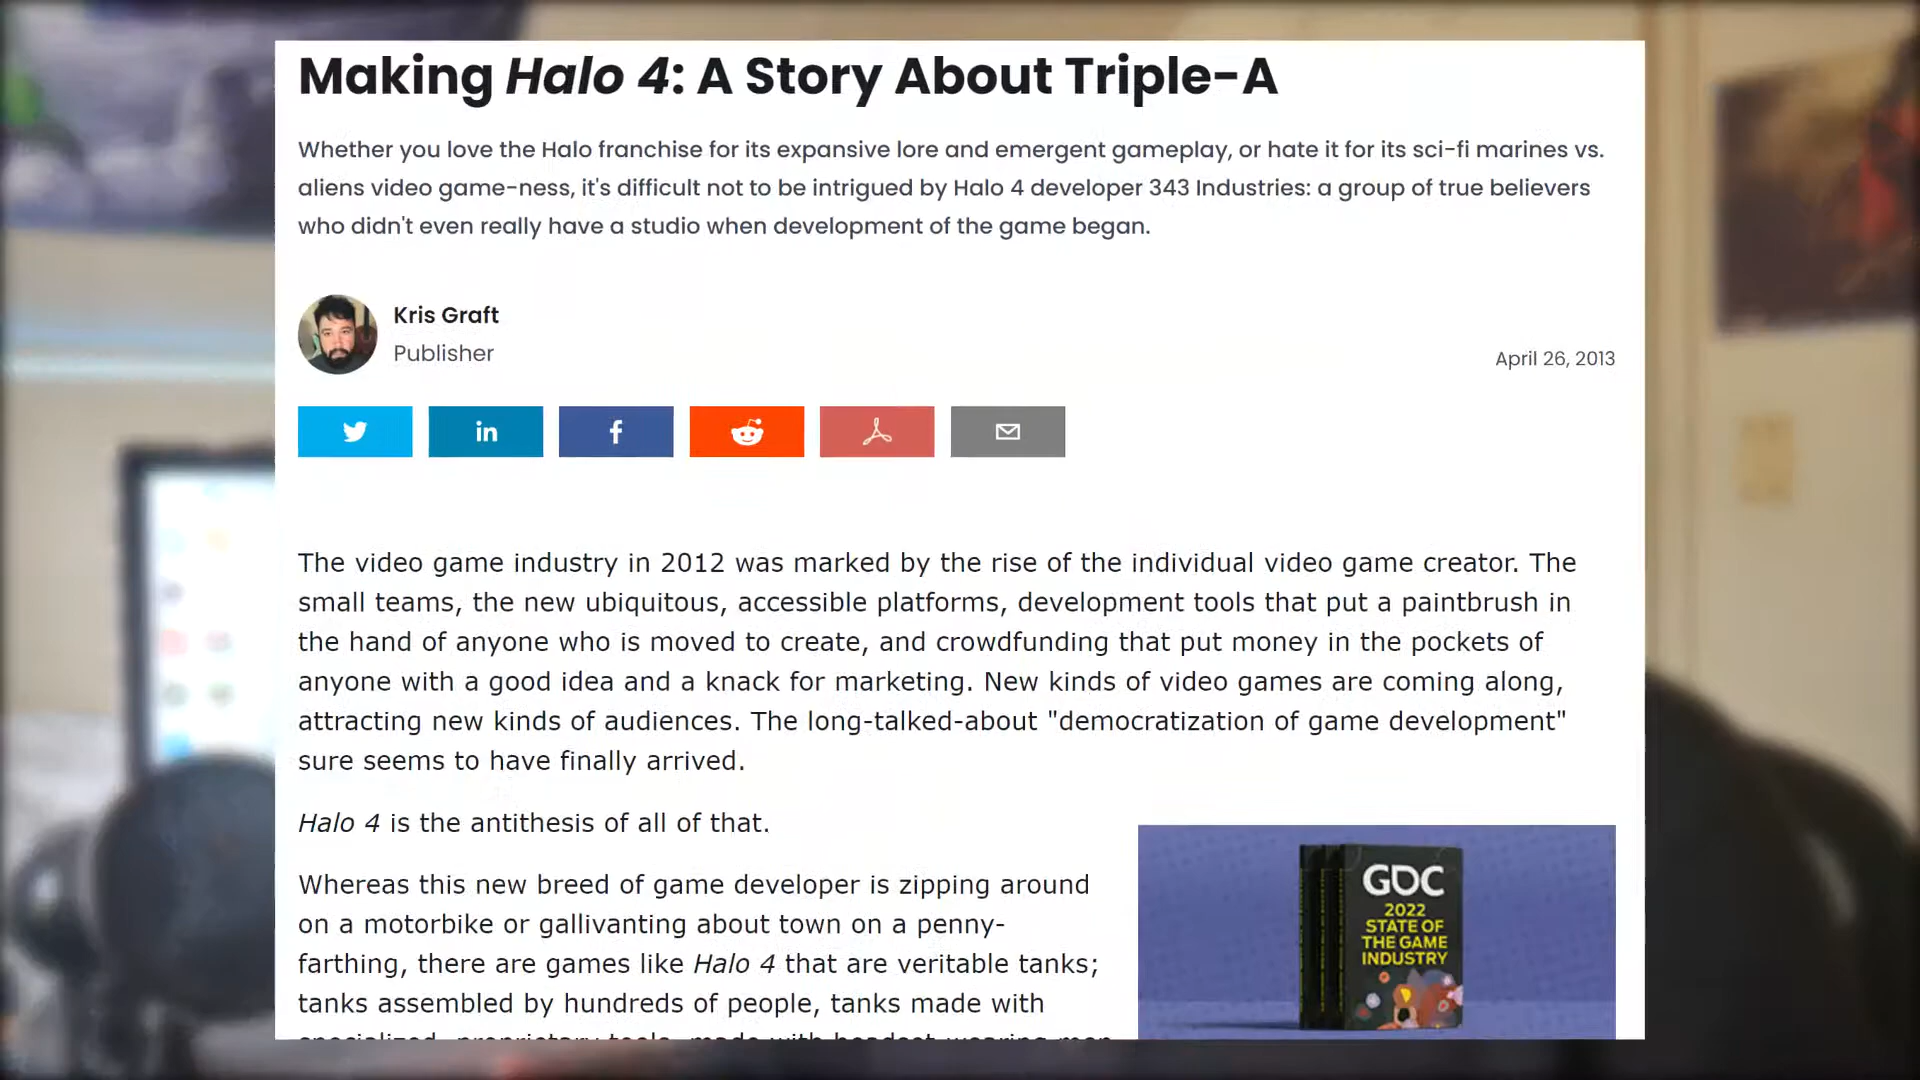 Making Halo 4: A Story About Triple-A
Whether you love the Halo franchise for its expansive lore and emergent gameplay, or hate it for its sci-fi marines vs.
aliens video game-ness, it's difficult not to be intrigued by Halo 4 developer 343 Industries: a group of true believers
who didn't even really have a studio when development of the game began.
Kris Graft
Publisher
April 26, 2013
in
f
The video game industry in 2012 was marked by the rise of the individual video game creator. The
small teams, the new ubiquitous, accessible platforms, development tools that put a paintbrush in
the hand of anyone who is moved to create, and crowdfunding that put money in the pockets of
anyone with a good idea and a knack for marketing. New kinds of video games are coming along,
attracting new kinds of audiences. The long-talked-about "democratization of game development"
sure seems to have finally arrived.
Halo 4 is the antithesis of all of that.
Whereas this new breed of game developer is zipping around
on a motorbike or gallivanting about town on a penny-
farthing, there are games like Halo 4 that are veritable tanks;
tanks assembled by hundreds of people, tanks made with
specialized, proprietary tools, made with headset-wearing men
GDC
2022
STATE OF
THE GAME
INDUSTRY